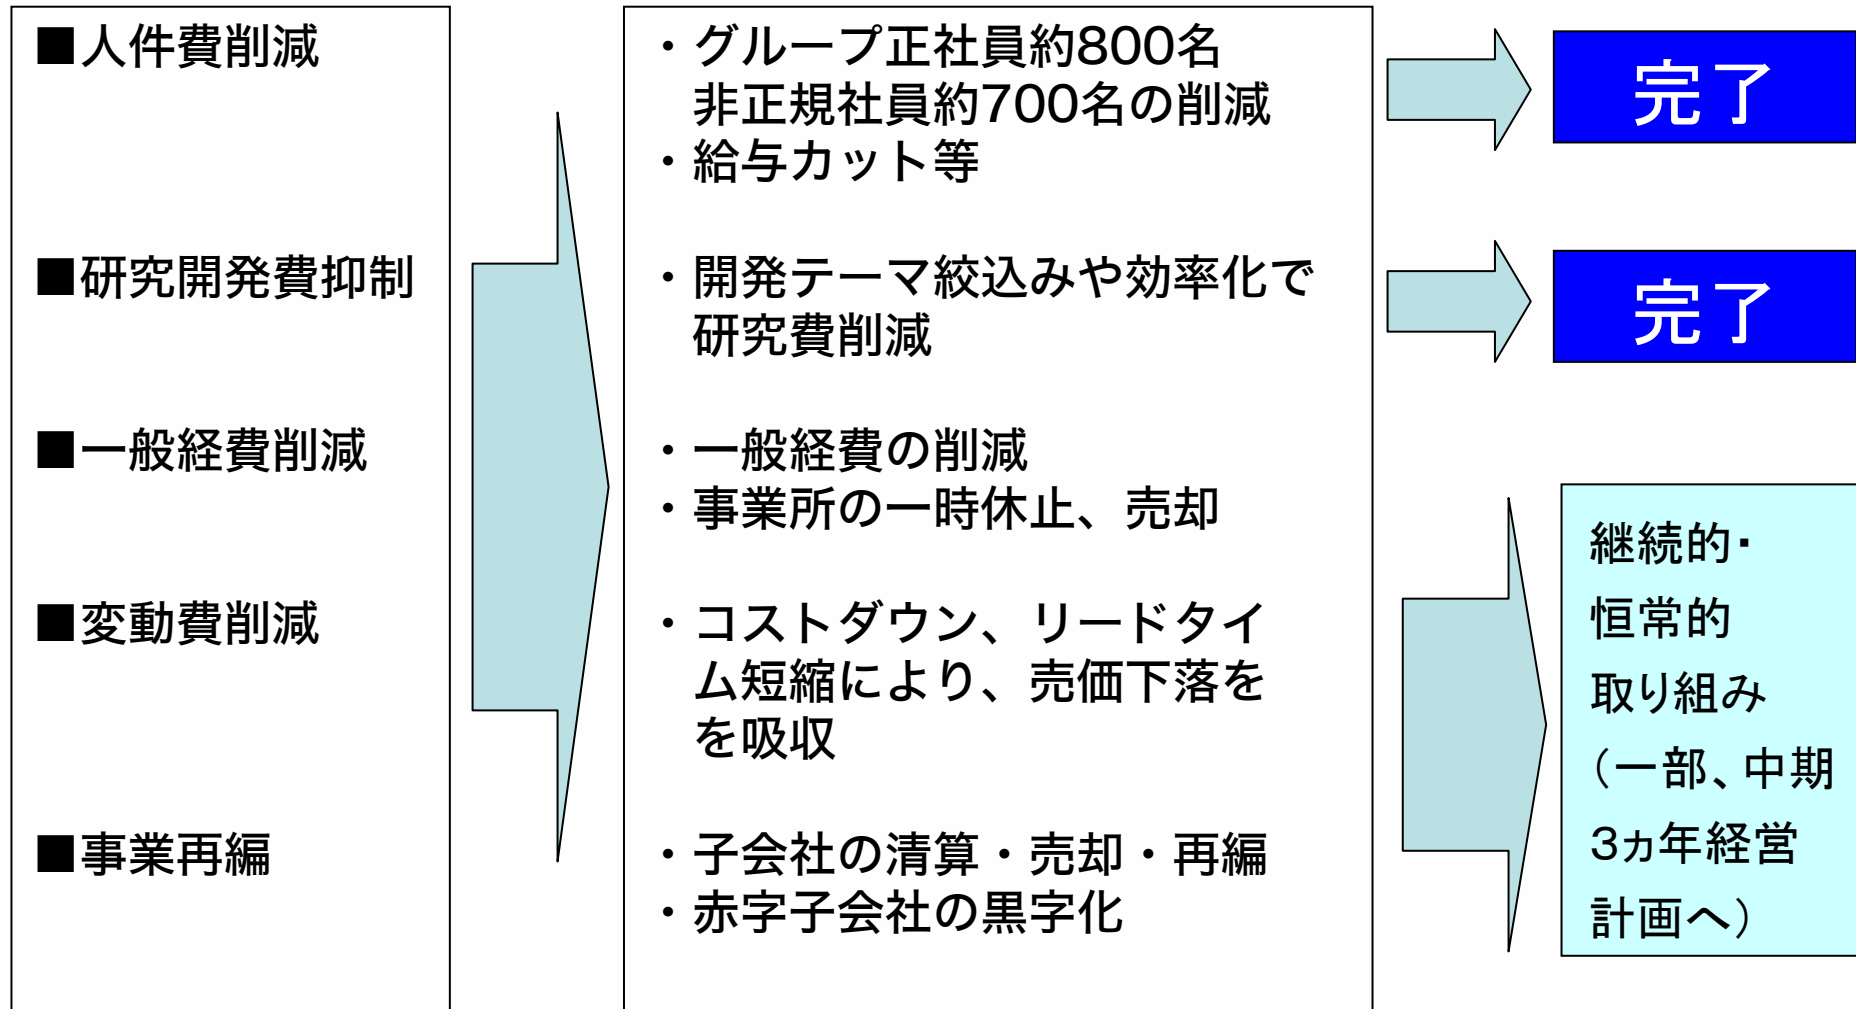 ■人件費削減
・グループ正社員約800名
非正規社員約700名の削減
・給与カット等
完了
■研究開発費抑制
・開発テーマ絞込みや効率化で
研究費削減
完了
■一般経費削減
・一般経費の削減
・事業所の一時休止、売却
■変動費削減
・コストダウン、リードタイ
ム短縮により、売価下落を
を吸収
■事業再編
・子会社の清算・売却・再編
・赤字子会社の黒字化
継続的・
恒常的
取り組み
（一部、中期
3ヵ年経営
計画へ）